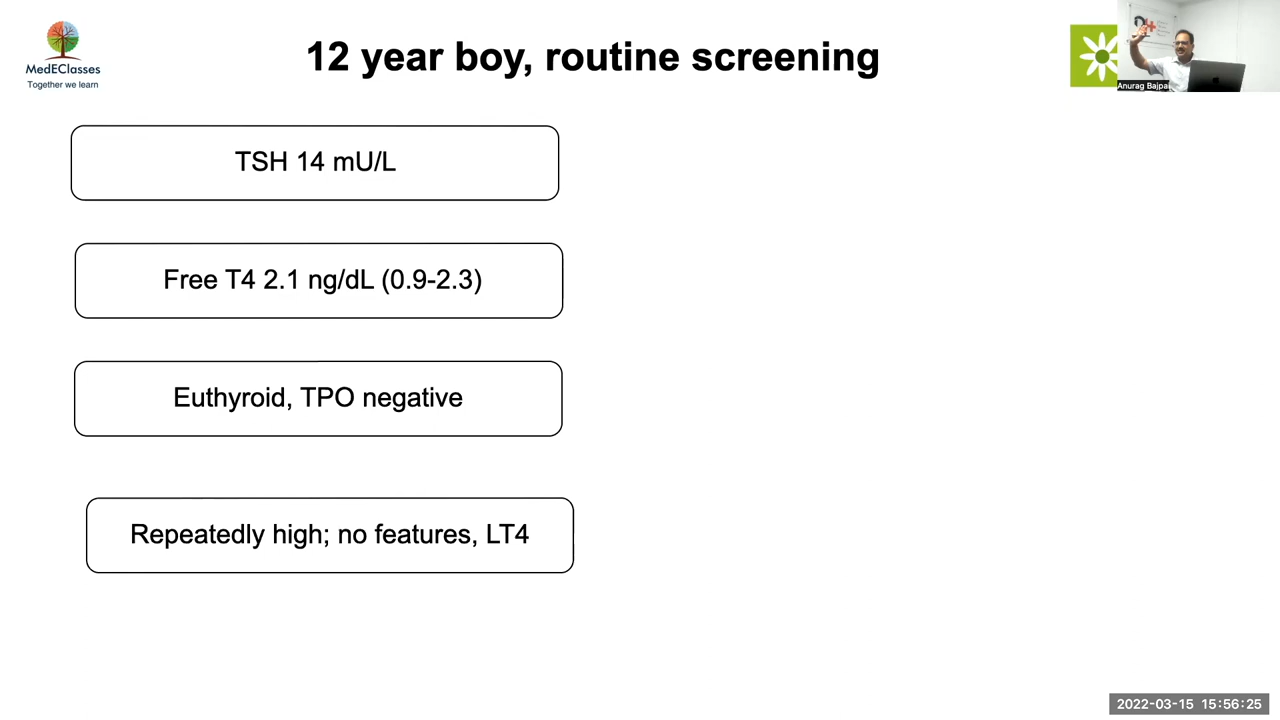 MedEClasses
Together we learn
12 year boy, routine screening
Anurag Bajpa
TSH 14 mU/L
Free T4 2.1 ng/dL (0.9-2.3)
Euthyroid, TPO negative
Repeatedly high; no features, LT4
2022-03-15 15:56:25